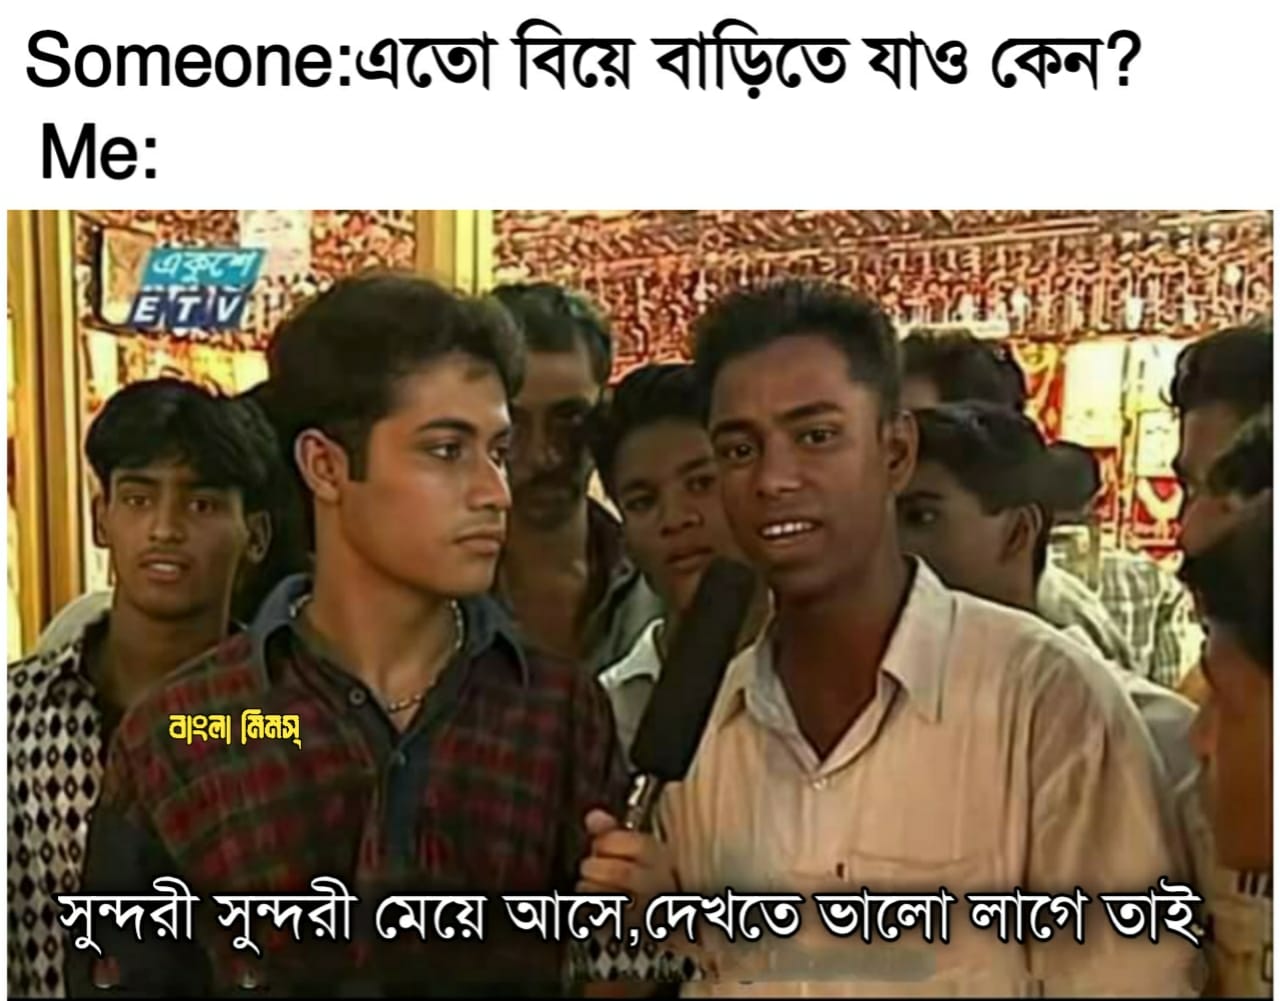 Someone:এতো বিয়ে বাড়িতে যাও কেন?
Me:
একুশে
ETV
বাংলা মিমস্
সুন্দরী সুন্দরী মেয়ে আসে,দেখতে ভালো লাগে তাই